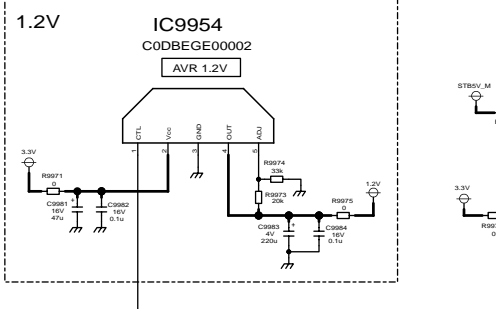 1.2V
IC9954
C0DBEGE00002
AVR 1.2V
STB5V_M
CTL
Vcc
GND
OUT
ADJ
1
2
3
4
5
3.3V
R9971
0
R9974
33k
R9973
20k
C9981
16V
47u
+
C9982
16V
0.1u
C9983
4V
220u
+
C9984
16V
0.1u
R9975
0
1.2V
3.3V
0